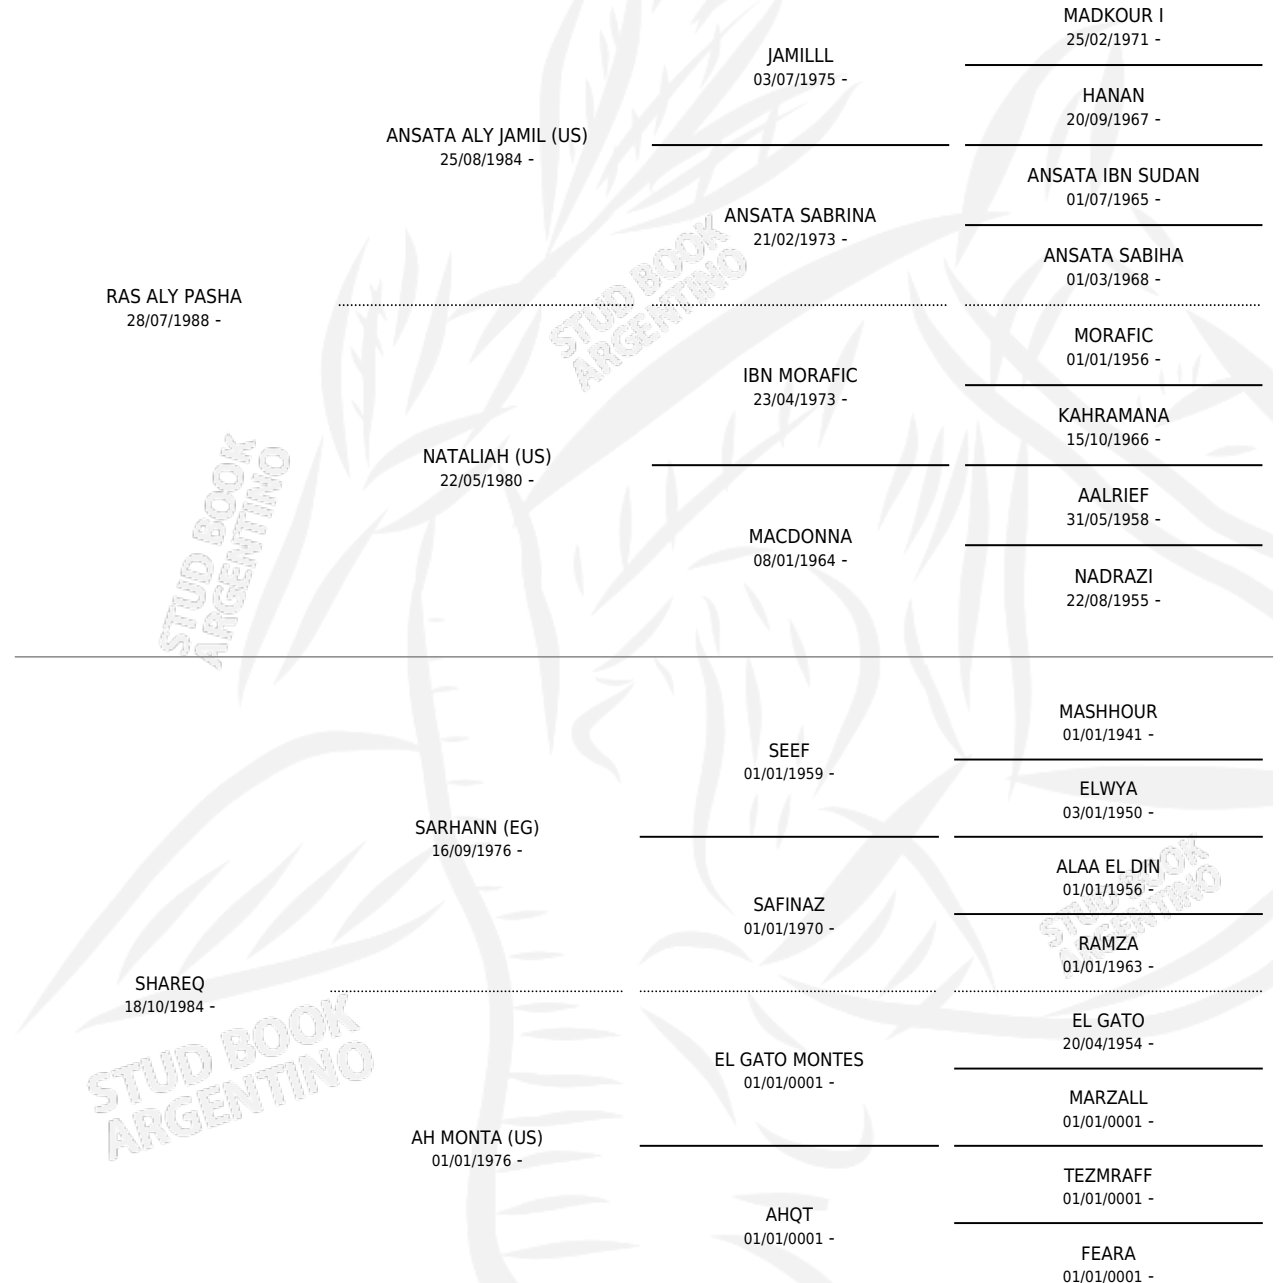 MADKOUR I
25/02/1971 -
JAMILLL
03/07/1975 -
HANAN
20/09/1967 -
ANSATA ALY JAMIL (US)
25/08/1984 -
ANSATA IBN SUDAN
01/07/1965 -
ANSATA SABRINA
21/02/1973 -
ANSATA SABIHA
01/03/1968 -
RAS ALY PASHA
28/07/1988 -
MORAFIC
01/01/1956 -
IBN MORAFIC
23/04/1973 -
KAHRAMANA
15/10/1966 -
NATALIAH (US)
22/05/1980 -
AALRIEF
31/05/1958 -
MACDONNA
08/01/1964 -
NADRAZI
22/08/1955 -
STUD BOOK
ARGENTINO
STUD BOOK
ARGENTINO
MASHHOUR
01/01/1941 -
SEEF
01/01/1959 -
ELWYA
03/01/1950 -
SARHANN (EG)
16/09/1976 -
ALAA EL DIN
01/01/1956 -
SAFINAZ
01/01/1970 -
RAMZA
01/01/1963 -
SHAREQ
18/10/1984 -
EL GATO
20/04/1954 -
EL GATO MONTES
01/01/0001 -
MARZALL
01/01/0001 -
AH MONTA (US)
01/01/1976 -
TEZMRAFF
01/01/0001 -
AHQT
01/01/0001 -
FEARA
01/01/0001 -
STUD BOOK
ARGENTINO
STUD BOOK
ARGENTINO